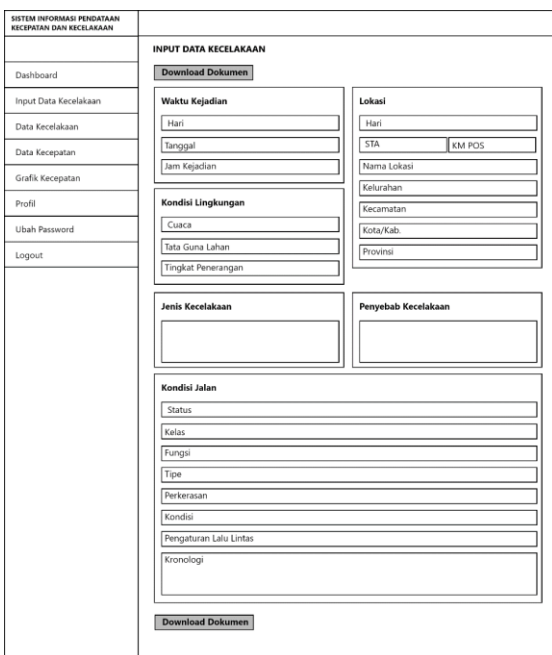 SISTEM INFORMASI PENDATAAN
KECEPATAN DAN KECELAKAAN
Dashboard
Input Data Kecelakaan
Data Kecelakaan
Data Kecepatan
Grafik Kecepatan
Profil
Ubah Password
Logout
INPUT DATA KECELAKAAN
Download Dokumen
Waktu Kejadian
Hari
Tanggal
Jam Kejadian
Lokasi
Hari
STA
KM POS
Nama Lokasi
Kelurahan
Kecamatan
Kota/Kab.
Provinsi
Kondisi Lingkungan
Cuaca
Tata Guna Lahan
Tingkat Penerangan
Jenis Kecelakaan
Penyebab Kecelakaan
Kondisi Jalan
Status
Kelas
Fungsi
Tipe
Perkerasan
Kondisi
Pengaturan Lalu Lintas
Kronologi
Download Dokumen